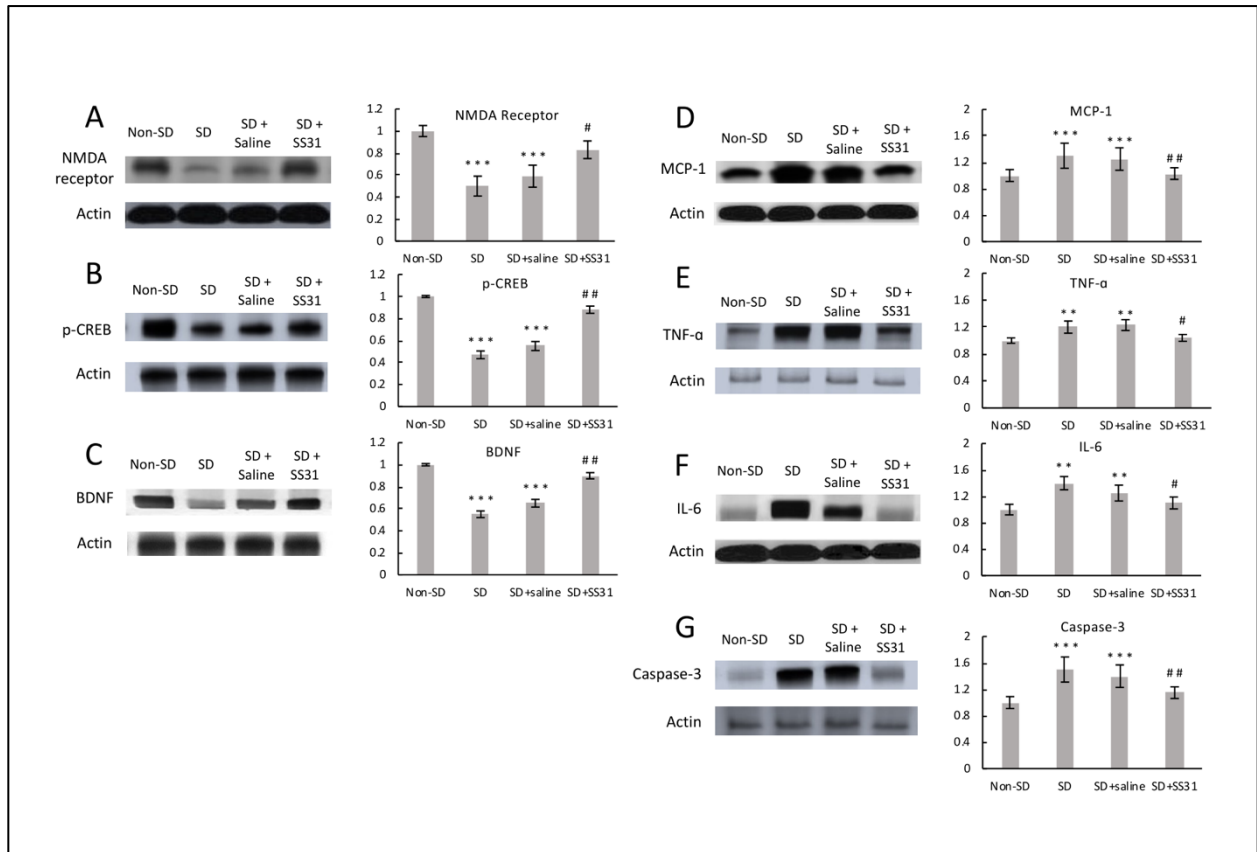 A
Non-SD SD SD + Saline SD + SS31
NMDA receptor
Actin
NMDA Receptor
1.2
1
0.8
0.6
0.4
0.2
0
* * *
* * *
#
Non-SD SD SD+saline SD+SS31
B
Non-SD SD SD + Saline SD + SS31
p-CREB
Actin
p-CREB
1.2
1
0.8
0.6
0.4
0.2
0
* * *
* * *
# #
Non-SD SD SD+saline SD+SS31
C
Non-SD SD SD + Saline SD + SS31
BDNF
Actin
BDNF
1.2
1
0.8
0.6
0.4
0.2
0
* * *
* * *
# #
Non-SD SD SD+saline SD+SS31
D
Non-SD SD SD + Saline SD + SS31
MCP-1
Actin
MCP-1
2
1.6
1.2
0.8
0.4
0
* * *
* * *
# #
Non-SD SD SD+saline SD+SS31
E
Non-SD SD SD + Saline SD + SS31
TNF-α
Actin
TNF-α
2
1.6
1.2
0.8
0.4
0
* *
* *
#
Non-SD SD SD+saline SD+SS31
F
Non-SD SD SD + Saline SD + SS31
IL-6
Actin
IL-6
2
1.6
1.2
0.8
0.4
0
* *
* *
#
Non-SD SD SD+saline SD+SS31
G
Non-SD SD SD + Saline SD + SS31
Caspase-3
Actin
Caspase-3
2
1.6
1.2
0.8
0.4
0
* * *
* * *
# #
Non-SD SD SD+saline SD+SS31